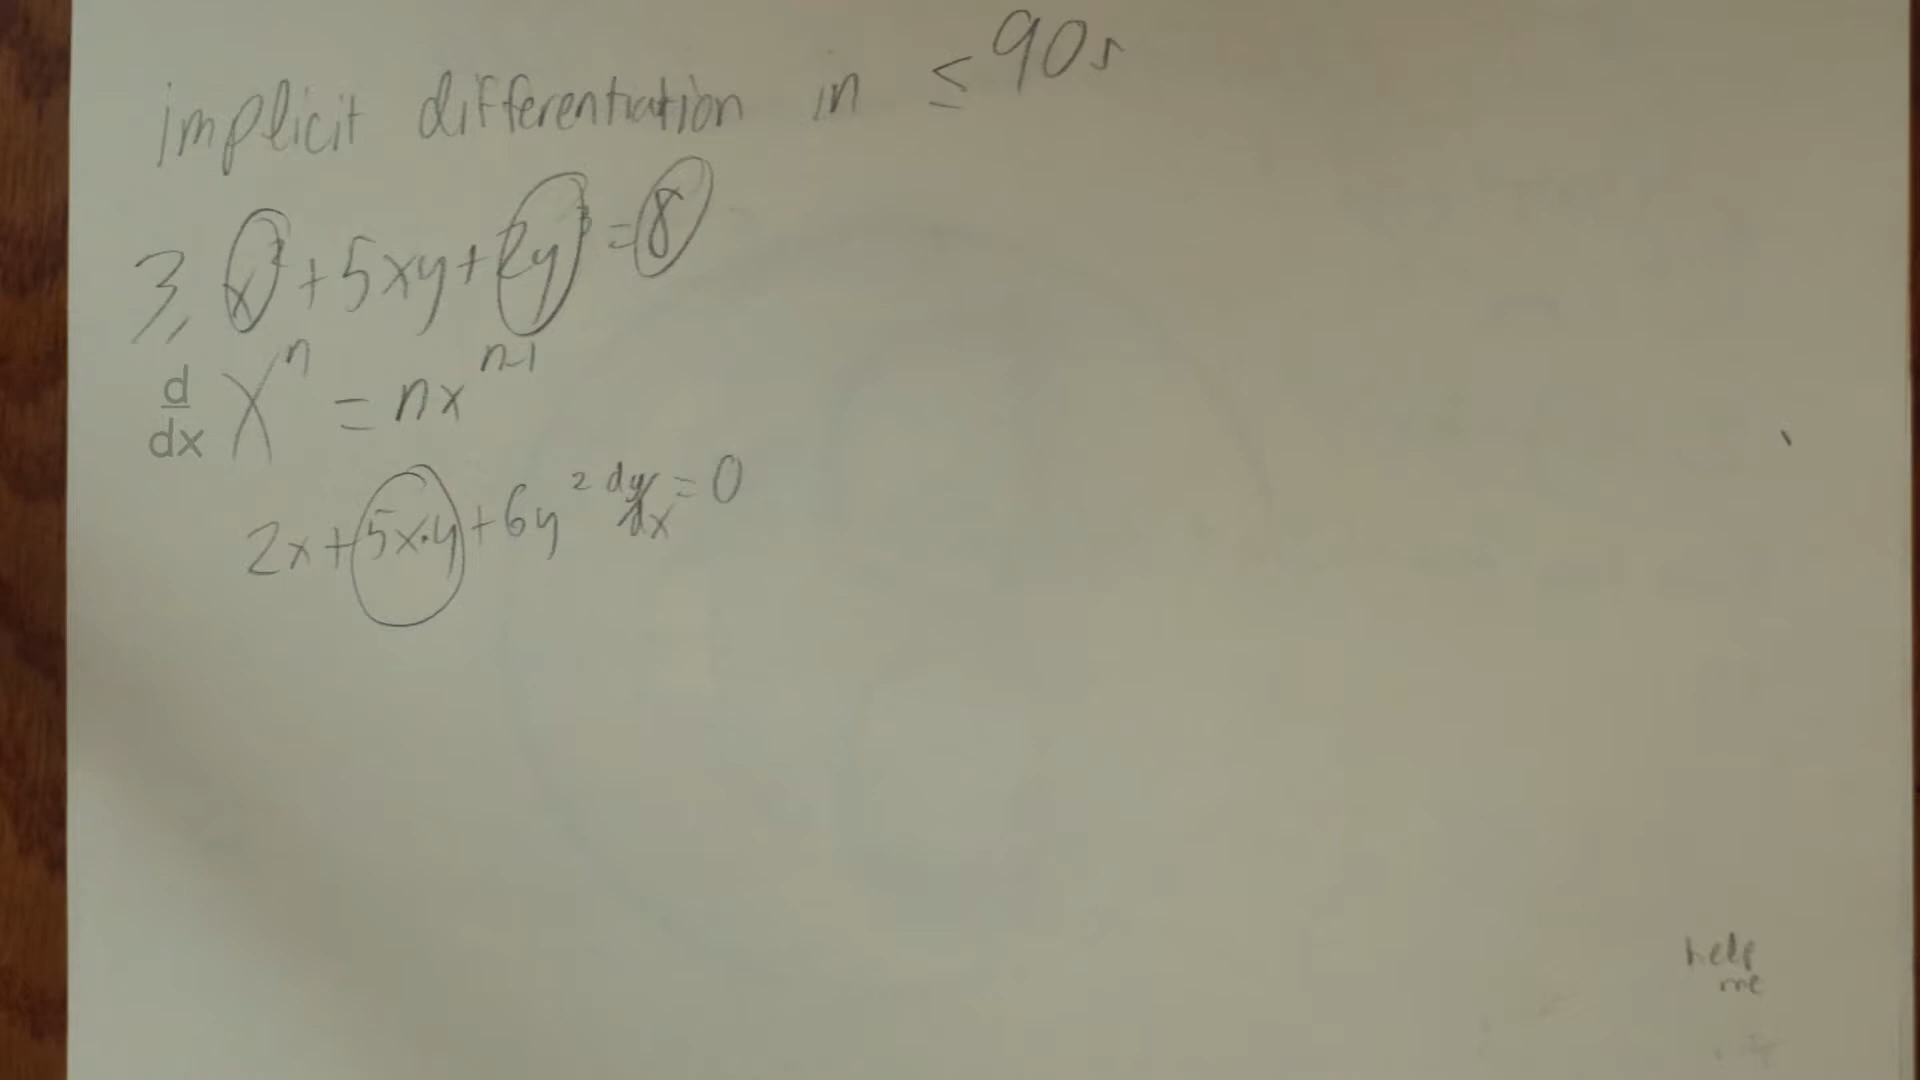 implicit differentiation in ≤ 90s
3, x² + 5xy + 2y³ = 8
d/dx xⁿ = nxⁿ⁻¹
2x + 5x·y + 6y² dy/dx = 0
help
me